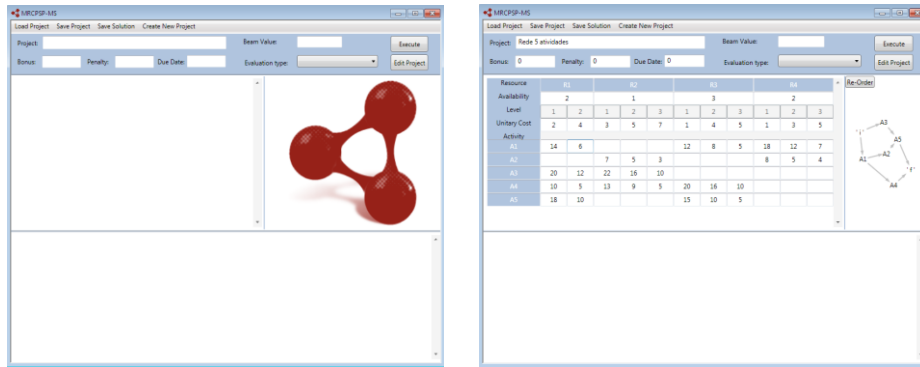 MRCPSP-MS
Load Project Save Project Save Solution Create New Project
Project: Beam Value: Execute
Bonus: Penalty: Due Date: Evaluation type: Edit Project
MRCPSP-MS
Load Project Save Project Save Solution Create New Project
Project: Rede 5 atividades Beam Value: Execute
Bonus: 0 Penalty: 0 Due Date: 0 Evaluation type: Edit Project
Resource R1 R2 R3 R4 Re-Order
Availability 2 1 3 2
Level 1 2 1 2 3 1 2 3 1 2 3
Unitary Cost 2 4 3 5 7 1 4 5 1 3 5
Activity
A1 14 6 12 8 5 18 12 7
A2 7 5 3 8 5 4
A3 20 12 22 16 10
A4 10 5 13 9 5 20 16 10
A5 18 10 15 10 5
A3
'I'
A5
A1 A2
'F'
A4